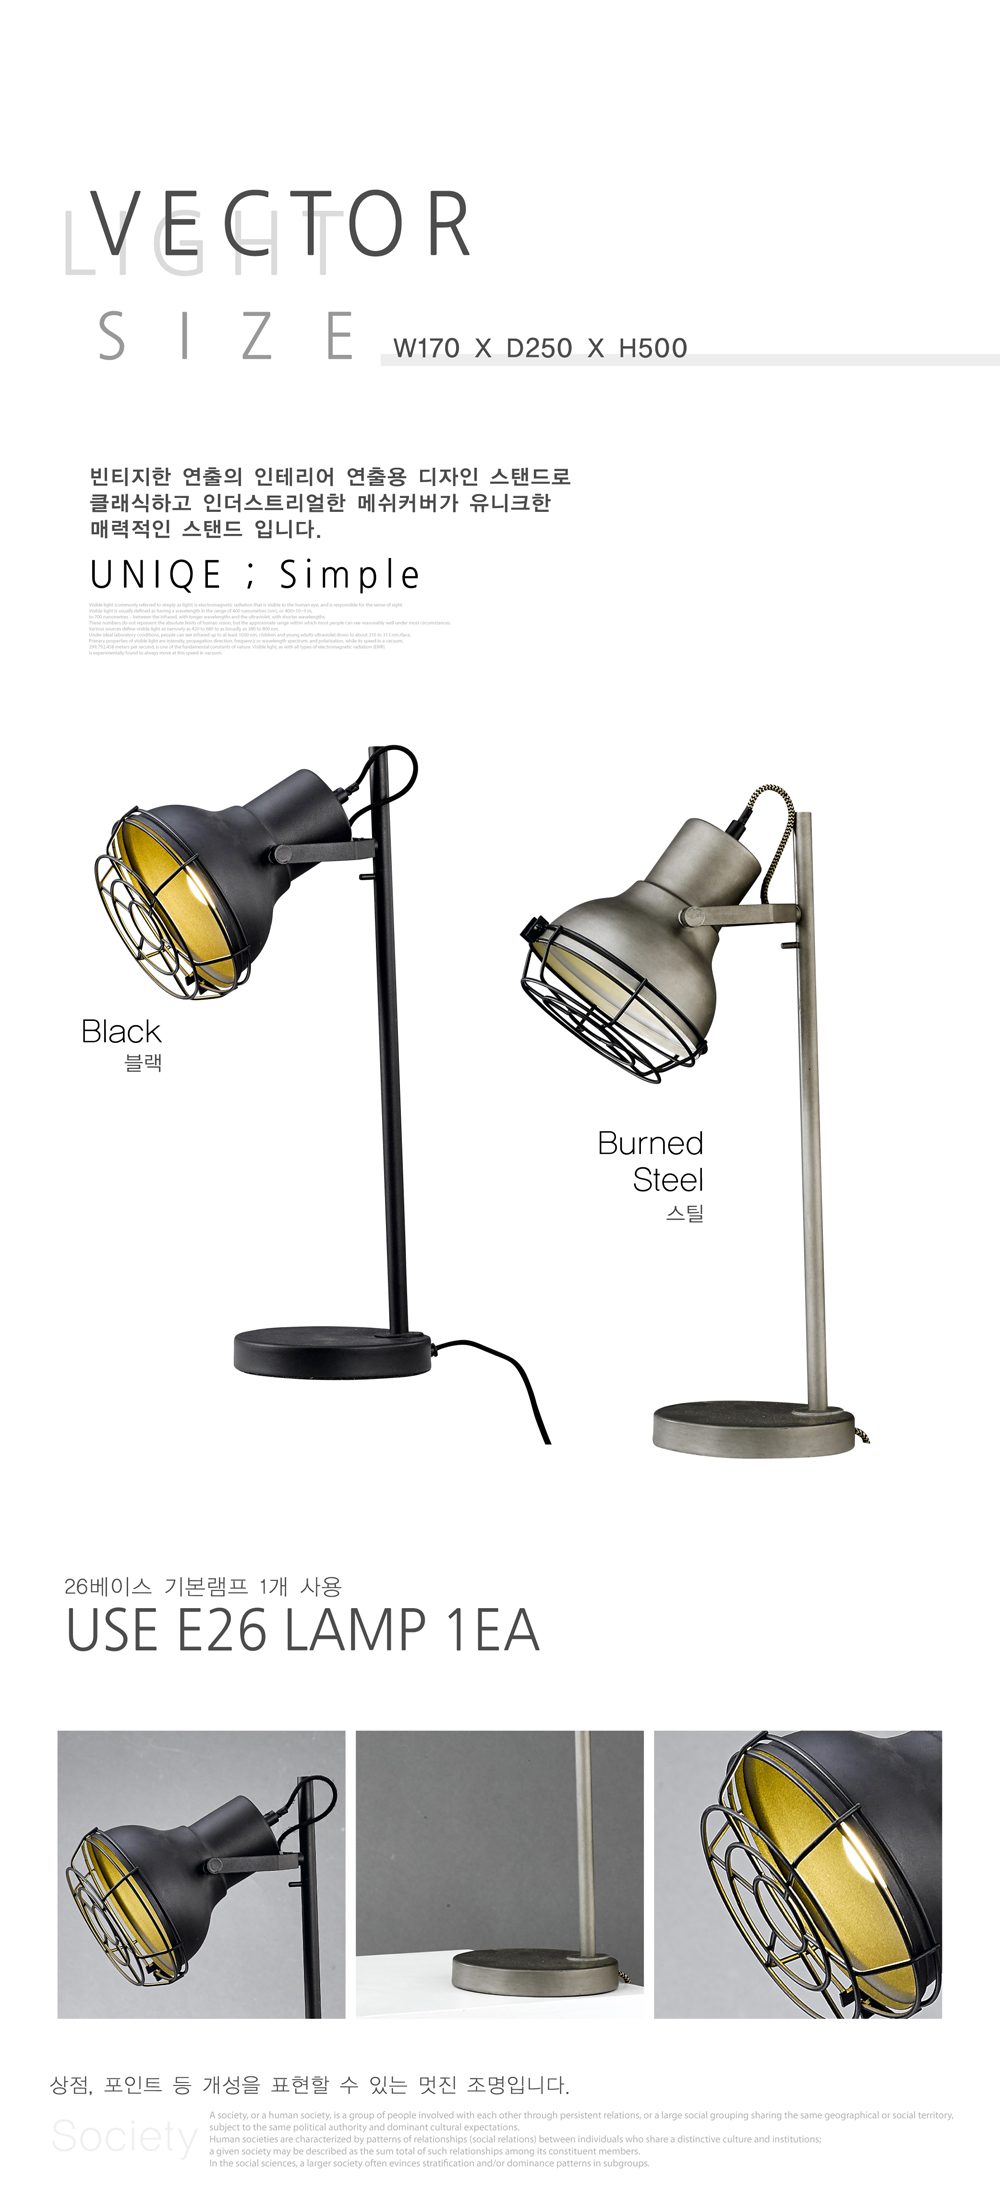 VECTOR
LIGHT
SIZE W170 X D250 X H500
빈티지한 연출의 인테리어 연출용 디자인 스탠드로
클래식하고 인더스트리얼한 메쉬커버가 유니크한
매력적인 스탠드 입니다.
UNIQE ; Simple
Black
블랙
Burned
Steel
스틸
26베이스 기본램프 1개 사용
USE E26 LAMP 1EA
상점, 포인트 등 개성을 표현할 수 있는 멋진 조명입니다.
Society
A society, or a human society, is a group of people involved with each other through persistent relations, or a large social grouping sharing the same geographical or social territory,
subject to the same political authority and dominant cultural expectations.
Human societies are characterized by patterns of relationships (social relations) between individuals who share a distinctive culture and institutions;
a given society may be described as the sum total of such relationships among its constituent members.
In the social sciences, a larger society often evinces stratification and/or dominance patterns in subgroups.